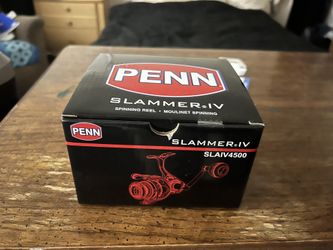 PENN
SLAMMER IV
SPINNING REEL • MOULINET SPINNING
PENN
SLAMMER IV
SLAIV4500